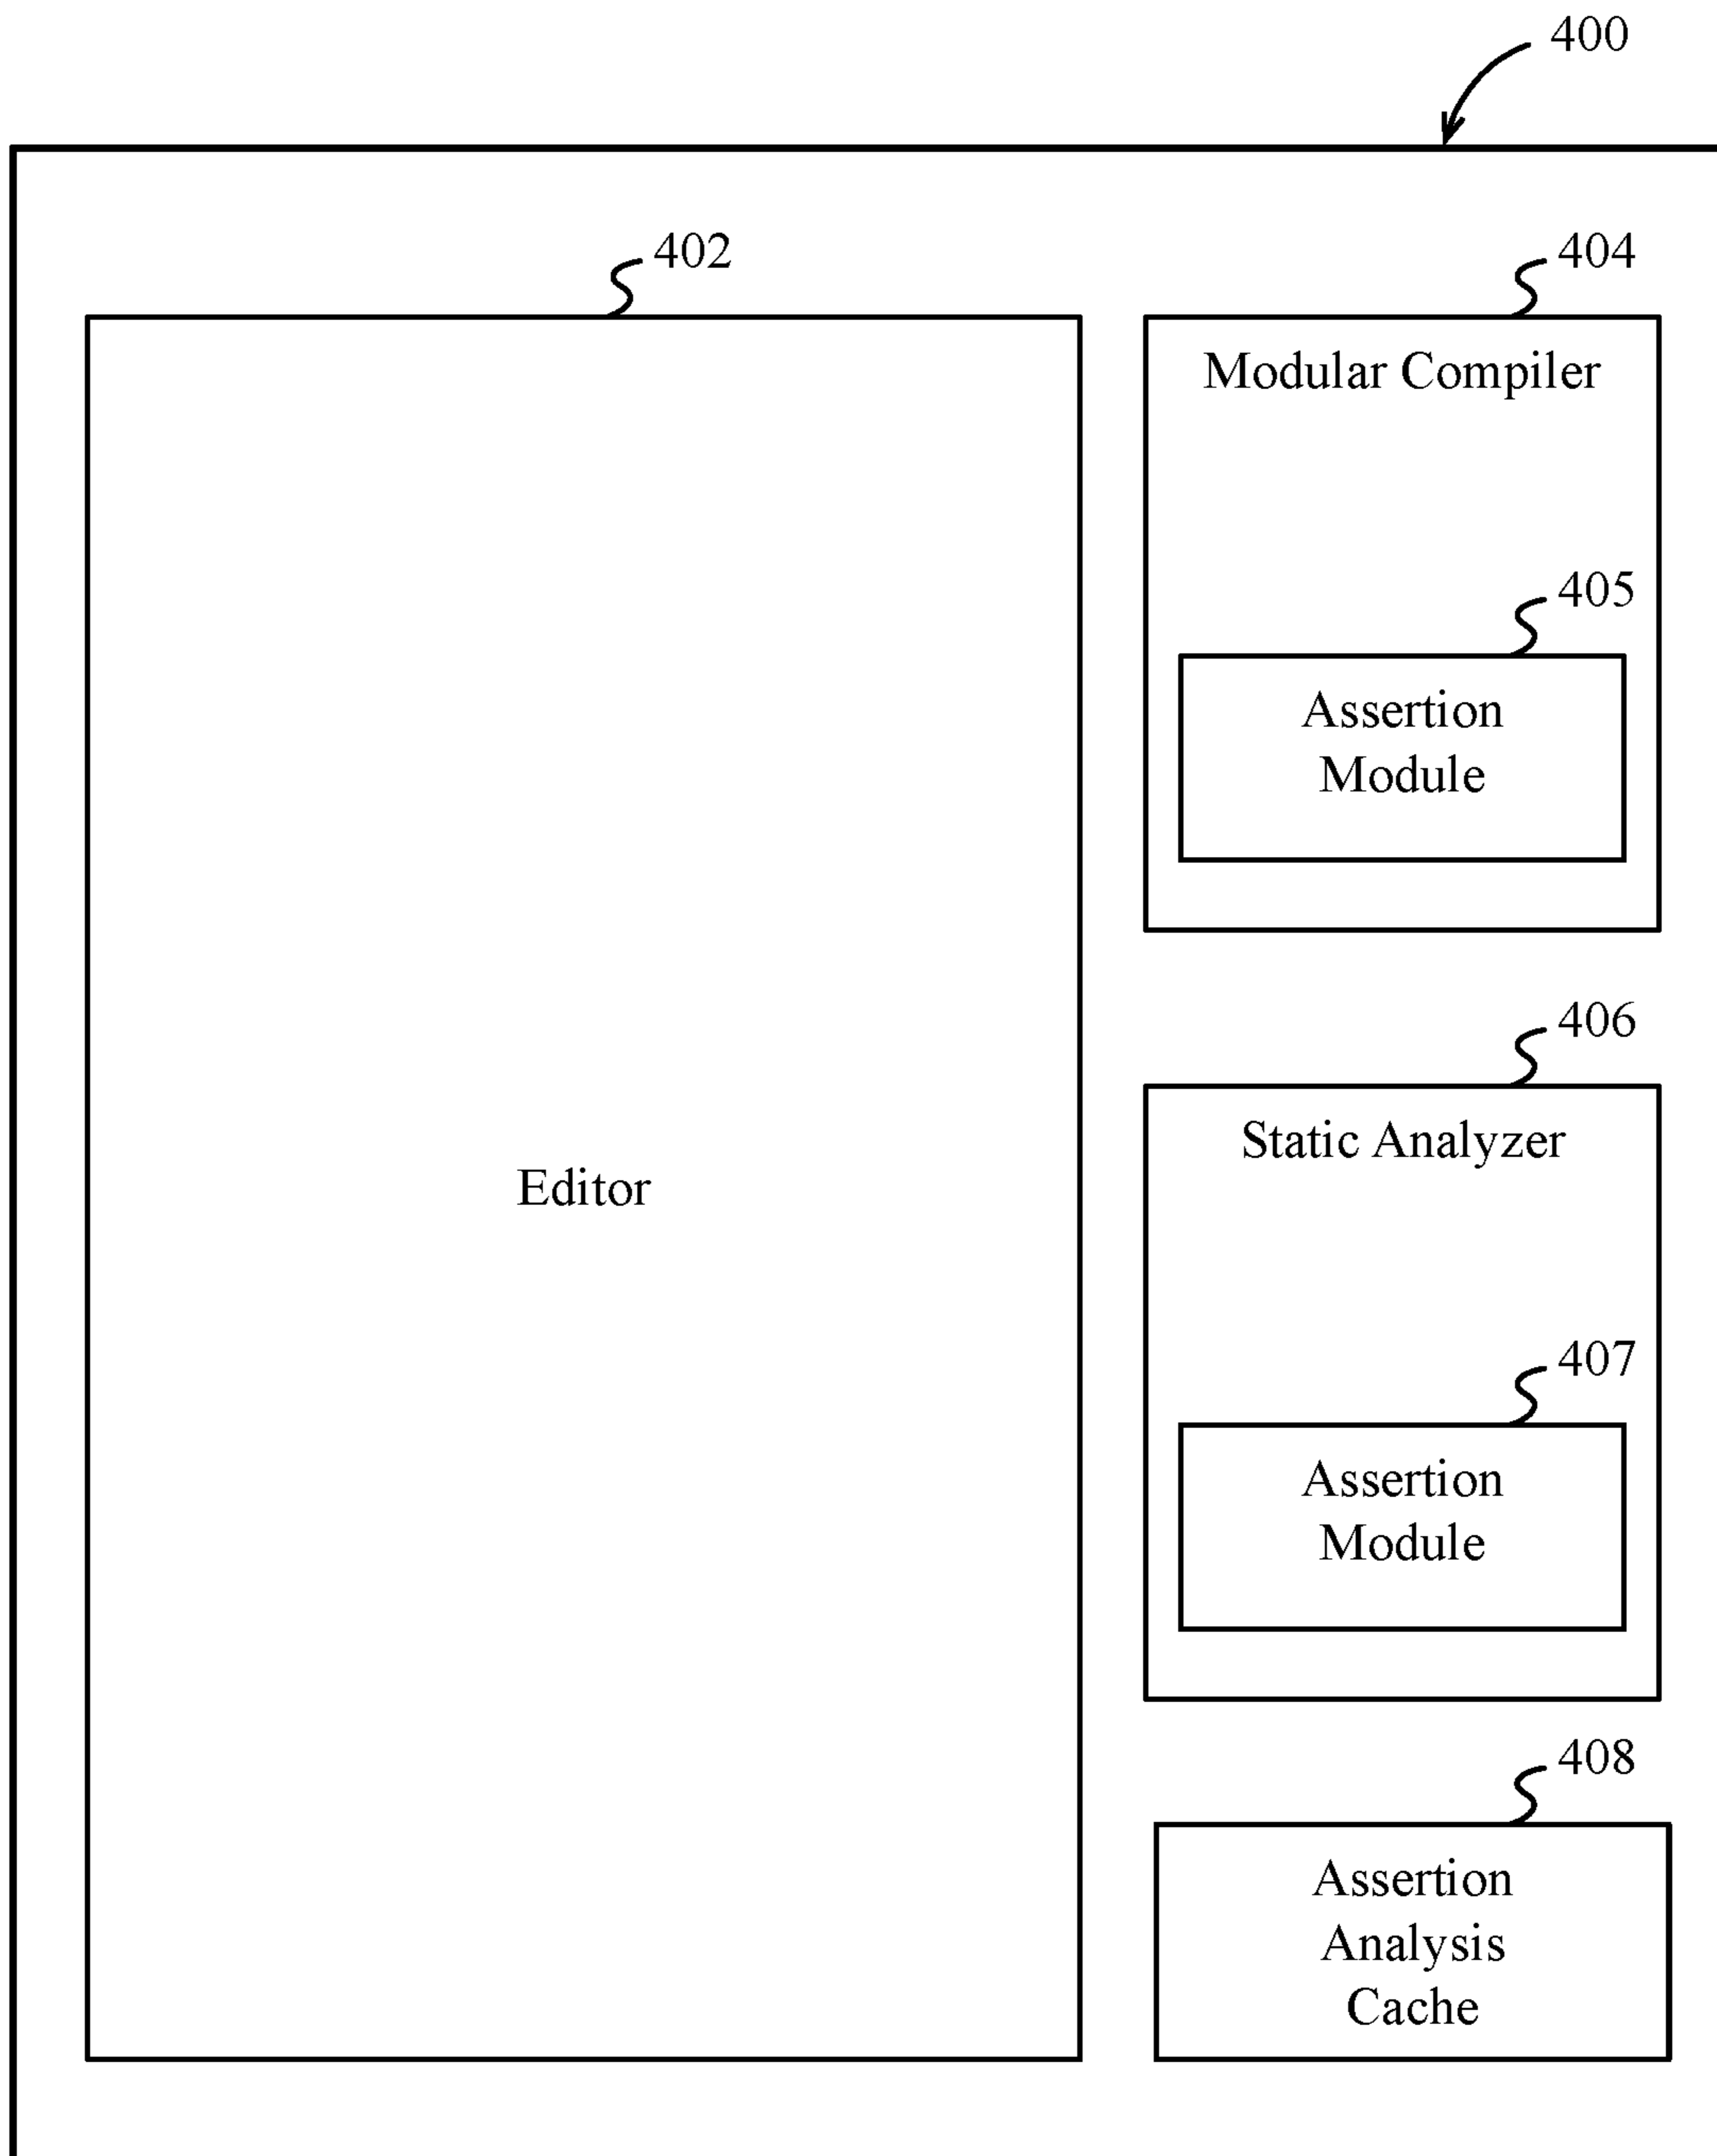 400
402
404
Modular Compiler
405
Assertion
Module
406
Static Analyzer
Editor
407
Assertion
Module
408
Assertion
Analysis
Cache